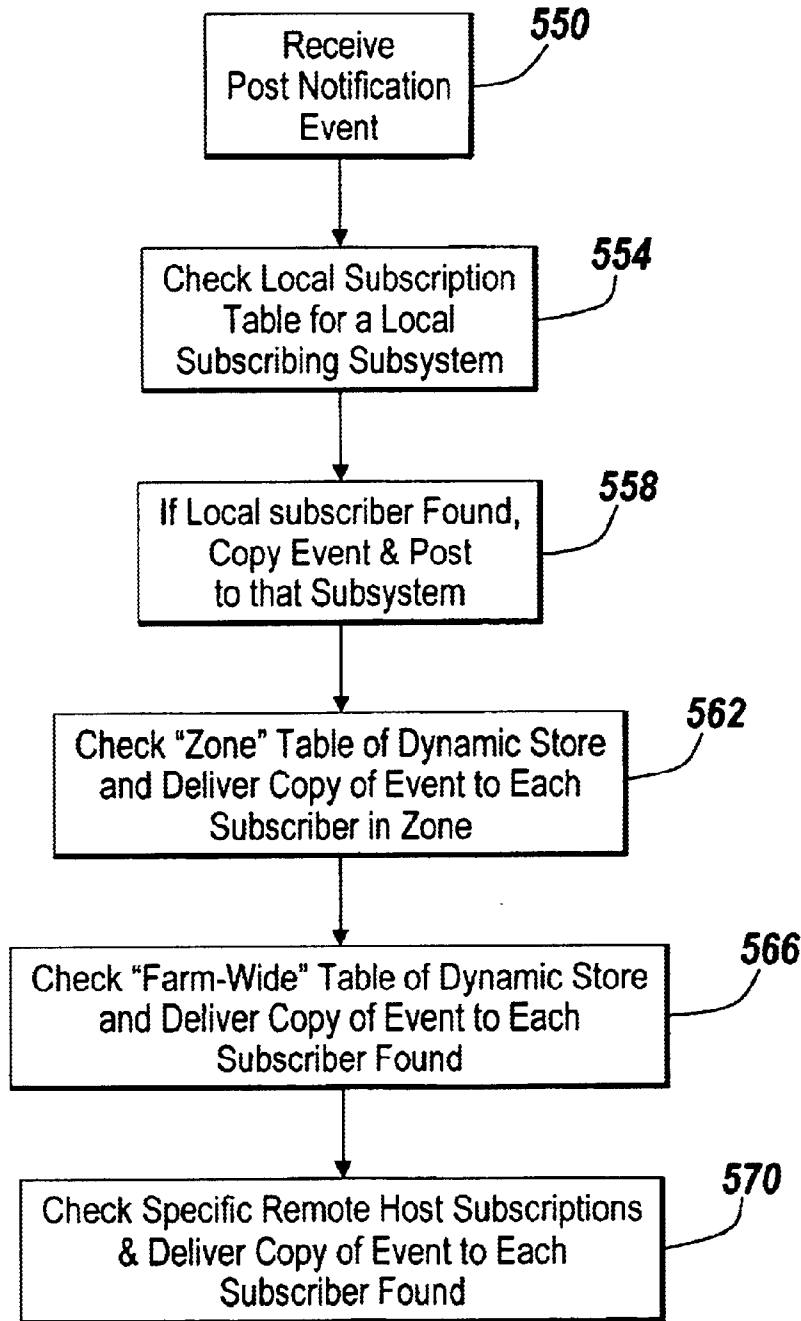 550
Receive
Post Notification
Event
554
Check Local Subscription
Table for a Local
Subscribing Subsystem
558
If Local subscriber Found,
Copy Event & Post
to that Subsystem
562
Check “Zone” Table of Dynamic Store
and Deliver Copy of Event to Each
Subscriber in Zone
566
Check “Farm-Wide” Table of Dynamic Store
and Deliver Copy of Event to Each
Subscriber Found
570
Check Specific Remote Host Subscriptions
& Deliver Copy of Event to Each
Subscriber Found